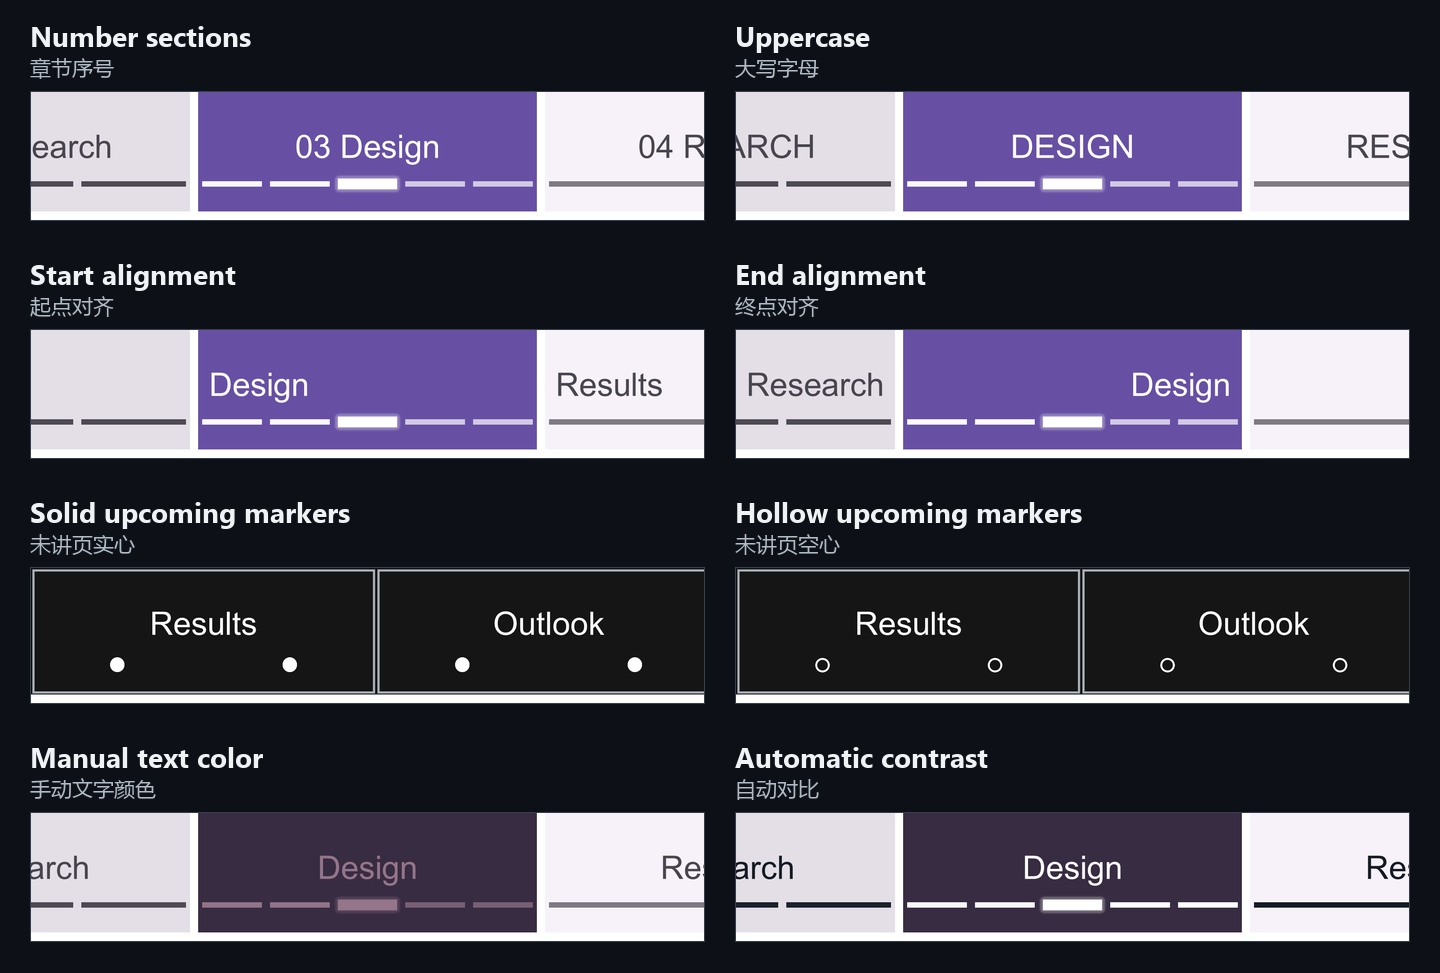 Number sections
章节序号
earch
03 Design
04 R
Uppercase
大写字母
ARCH
DESIGN
RES
Start alignment
起点对齐
Design
Results
End alignment
终点对齐
Research
Design
Solid upcoming markers
未讲页实心
Results
Outlook
Hollow upcoming markers
未讲页空心
Results
Outlook
Manual text color
手动文字颜色
arch
Design
Res
Automatic contrast
自动对比
arch
Design
Res